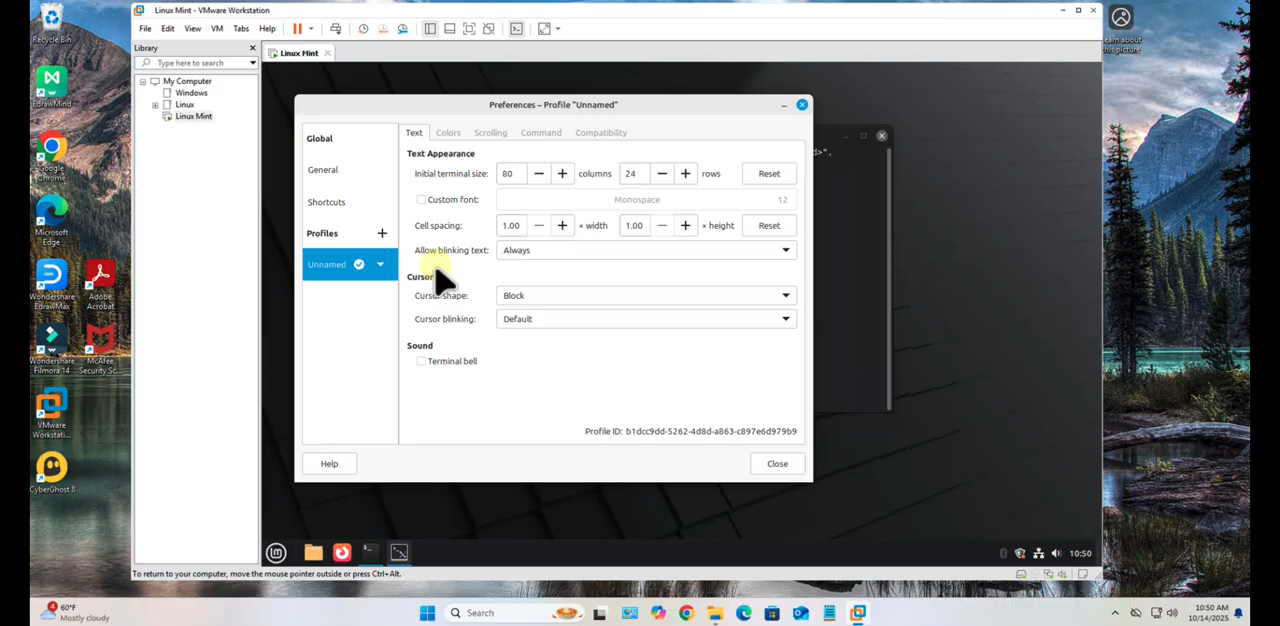 Recycle Bin
EdrawMind
Google
Chrome
Microsoft
Edge
Wondershare
EdrawMax
Adobe
Acrobat
Wondershare
Filmora 14
McAfee
Security Sc...
VMware
Workstati...
CyberGhost 8
Linux Mint - VMware Workstation
File Edit View VM Tabs Help
Library
Type here to search
My Computer
Windows
Linux
Linux Mint
Linux Mint
Preferences – Profile "Unnamed"
Global
General
Shortcuts
Profiles
Unnamed
Text Colors Scrolling Command Compatibility
Text Appearance
Initial terminal size: 80 columns 24 rows Reset
Custom font: Monospace 12
Cell spacing: 1.00 × width 1.00 × height Reset
Allow blinking text: Always
Cursor
Cursor shape: Block
Cursor blinking: Default
Sound
Terminal bell
Profile ID: b1dcc9dd-5262-4d8d-a863-c897e6d979b9
Help Close
10:50
To return to your computer, move the mouse pointer outside or press Ctrl+Alt.
this picture
4
60°F
Mostly cloudly
Search
10:50 AM
10/14/2025